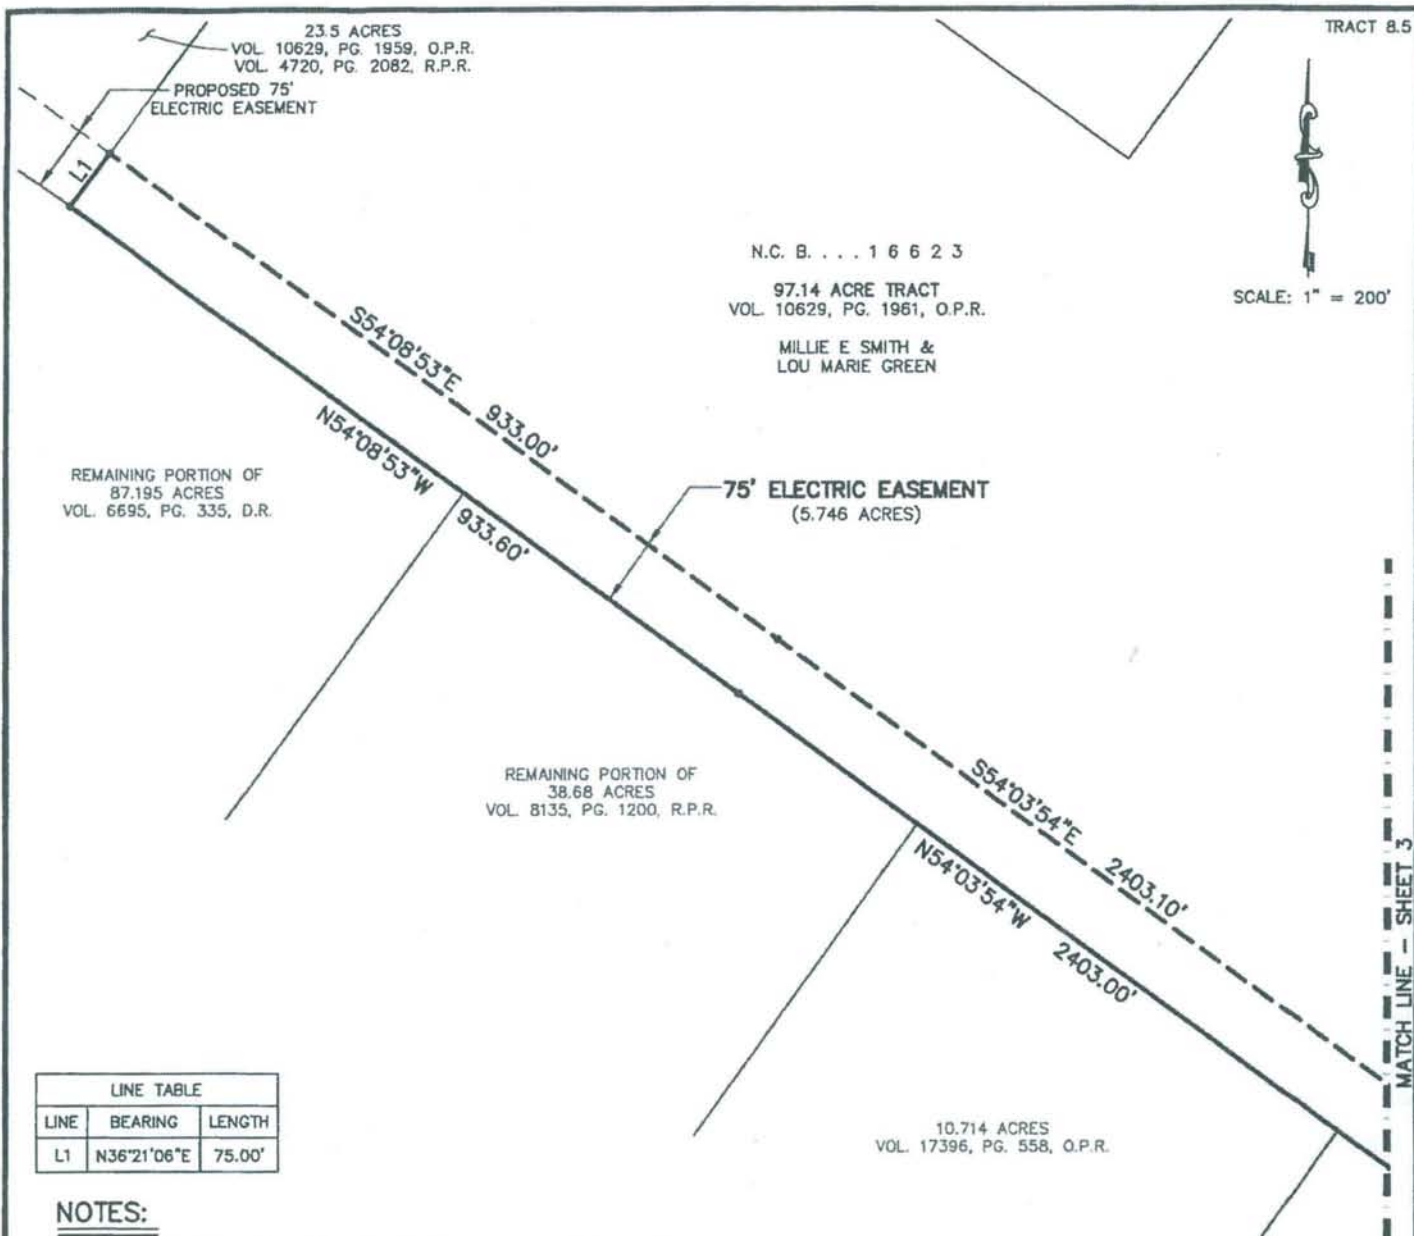 23.5 ACRES
VOL. 10629, PG. 1959, O.P.R.
VOL. 4720, PG. 2082, R.P.R.
PROPOSED 75'
ELECTRIC EASEMENT
L1
TRACT 8.5
SCALE: 1" = 200'
N.C. B. . . . 1 6 6 2 3
97.14 ACRE TRACT
VOL. 10629, PG. 1961, O.P.R.
MILLIE E SMITH &
LOU MARIE GREEN
S54°08'53"E 933.00'
N54°08'53"W 933.60'
REMAINING PORTION OF
87.195 ACRES
VOL. 6695, PG. 335, D.R.
75' ELECTRIC EASEMENT
(5.746 ACRES)
REMAINING PORTION OF
38.68 ACRES
VOL. 8135, PG. 1200, R.P.R.
S54°03'54"E 2403.10'
N54°03'54"W 2403.00'
MATCH LINE - SHEET 3
10.714 ACRES
VOL. 17396, PG. 558, O.P.R.
LINE TABLE
LINE BEARING LENGTH
L1 N36°21'06"E 75.00'
NOTES: